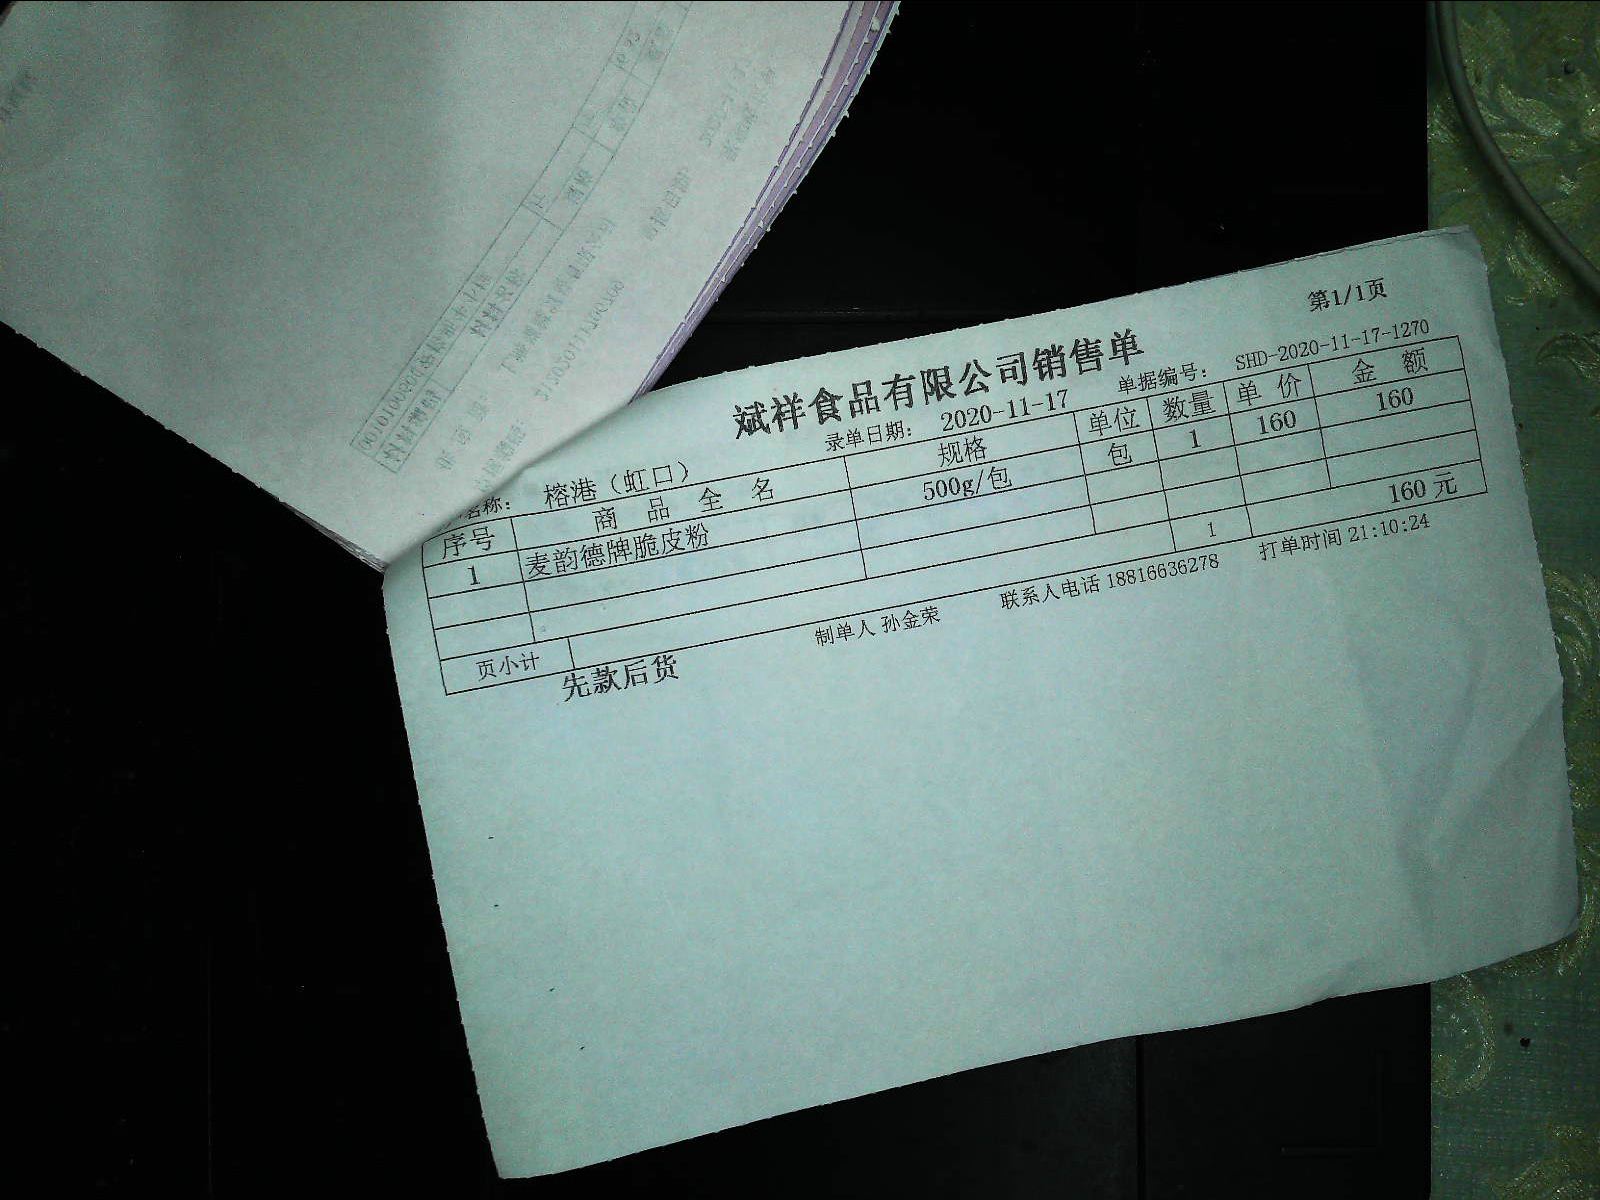 第1/1页
斌祥食品有限公司销售单
名称: 榕港（虹口） 录单日期: 2020-11-17 单据编号: SHD-2020-11-17-1270
序号 商品全名 规格 单位 数量 单价 金额
1 麦韵德牌脆皮粉 500g/包 包 1 160 160
页小计 1 160元
先款后货 制单人 孙金荣 联系人电话 18816636278 打单时间 21:10:24